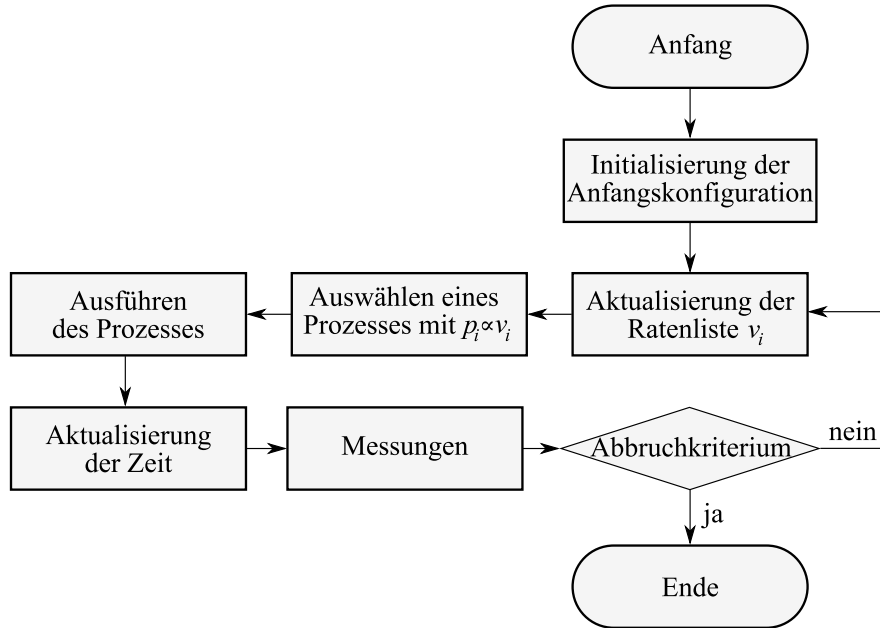 Anfang
Initialisierung der
Anfangskonfiguration
Aktualisierung der
Ratenliste vᵢ
Auswählen eines
Prozesses mit pᵢ∝vᵢ
Ausführen
des Prozesses
Aktualisierung
der Zeit
Messungen
Abbruchkriterium
nein
ja
Ende